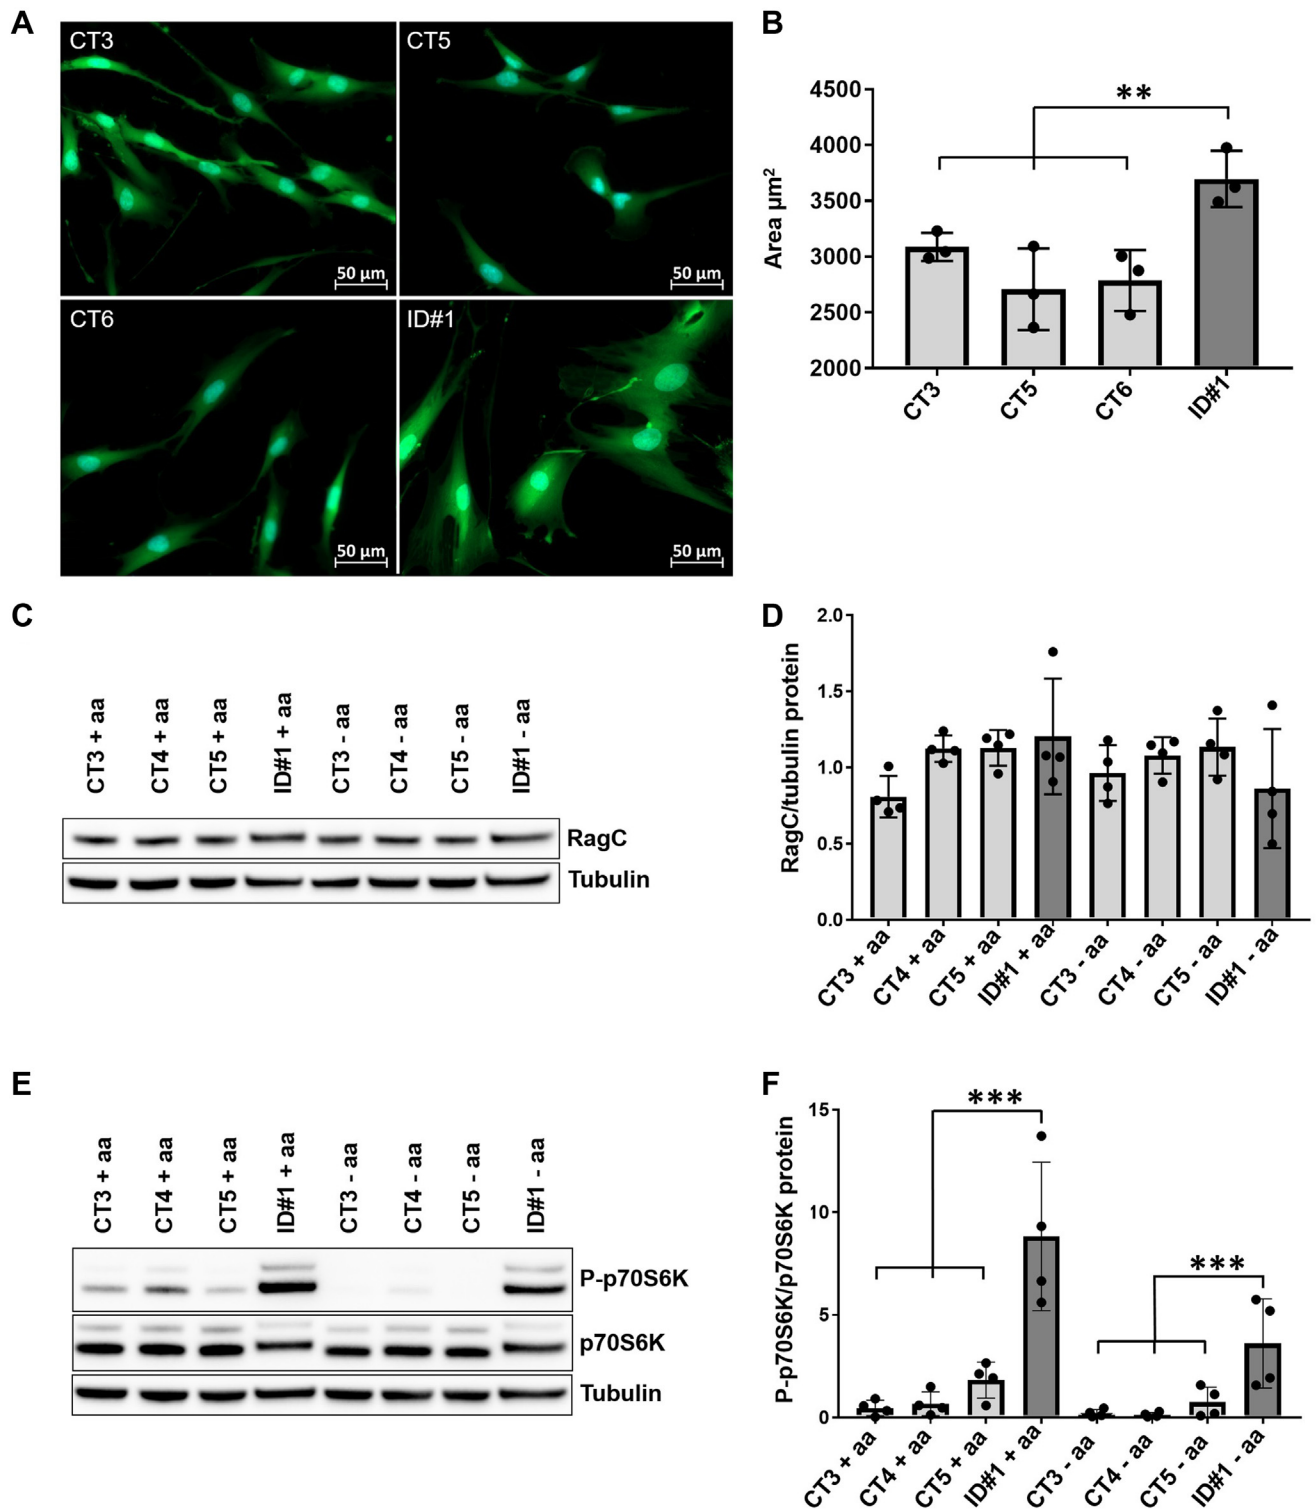 A
CT3
CT5
50 µm
50 µm
CT6
ID#1
50 µm
50 µm
B
Area µm²
4500
4000
3500
3000
2500
2000
**
CT3
CT5
CT6
ID#1
C
CT3 + aa
CT4 + aa
CT5 + aa
ID#1 + aa
CT3 - aa
CT4 - aa
CT5 - aa
ID#1 - aa
RagC
Tubulin
D
RagC/tubulin protein
2.0
1.5
1.0
0.5
0.0
CT3 + aa
CT4 + aa
CT5 + aa
ID#1 + aa
CT3 - aa
CT4 - aa
CT5 - aa
ID#1 - aa
E
CT3 + aa
CT4 + aa
CT5 + aa
ID#1 + aa
CT3 - aa
CT4 - aa
CT5 - aa
ID#1 - aa
P-p70S6K
p70S6K
Tubulin
F
P-p70S6K/p70S6K protein
15
10
5
0
***
***
CT3 + aa
CT4 + aa
CT5 + aa
ID#1 + aa
CT3 - aa
CT4 - aa
CT5 - aa
ID#1 - aa